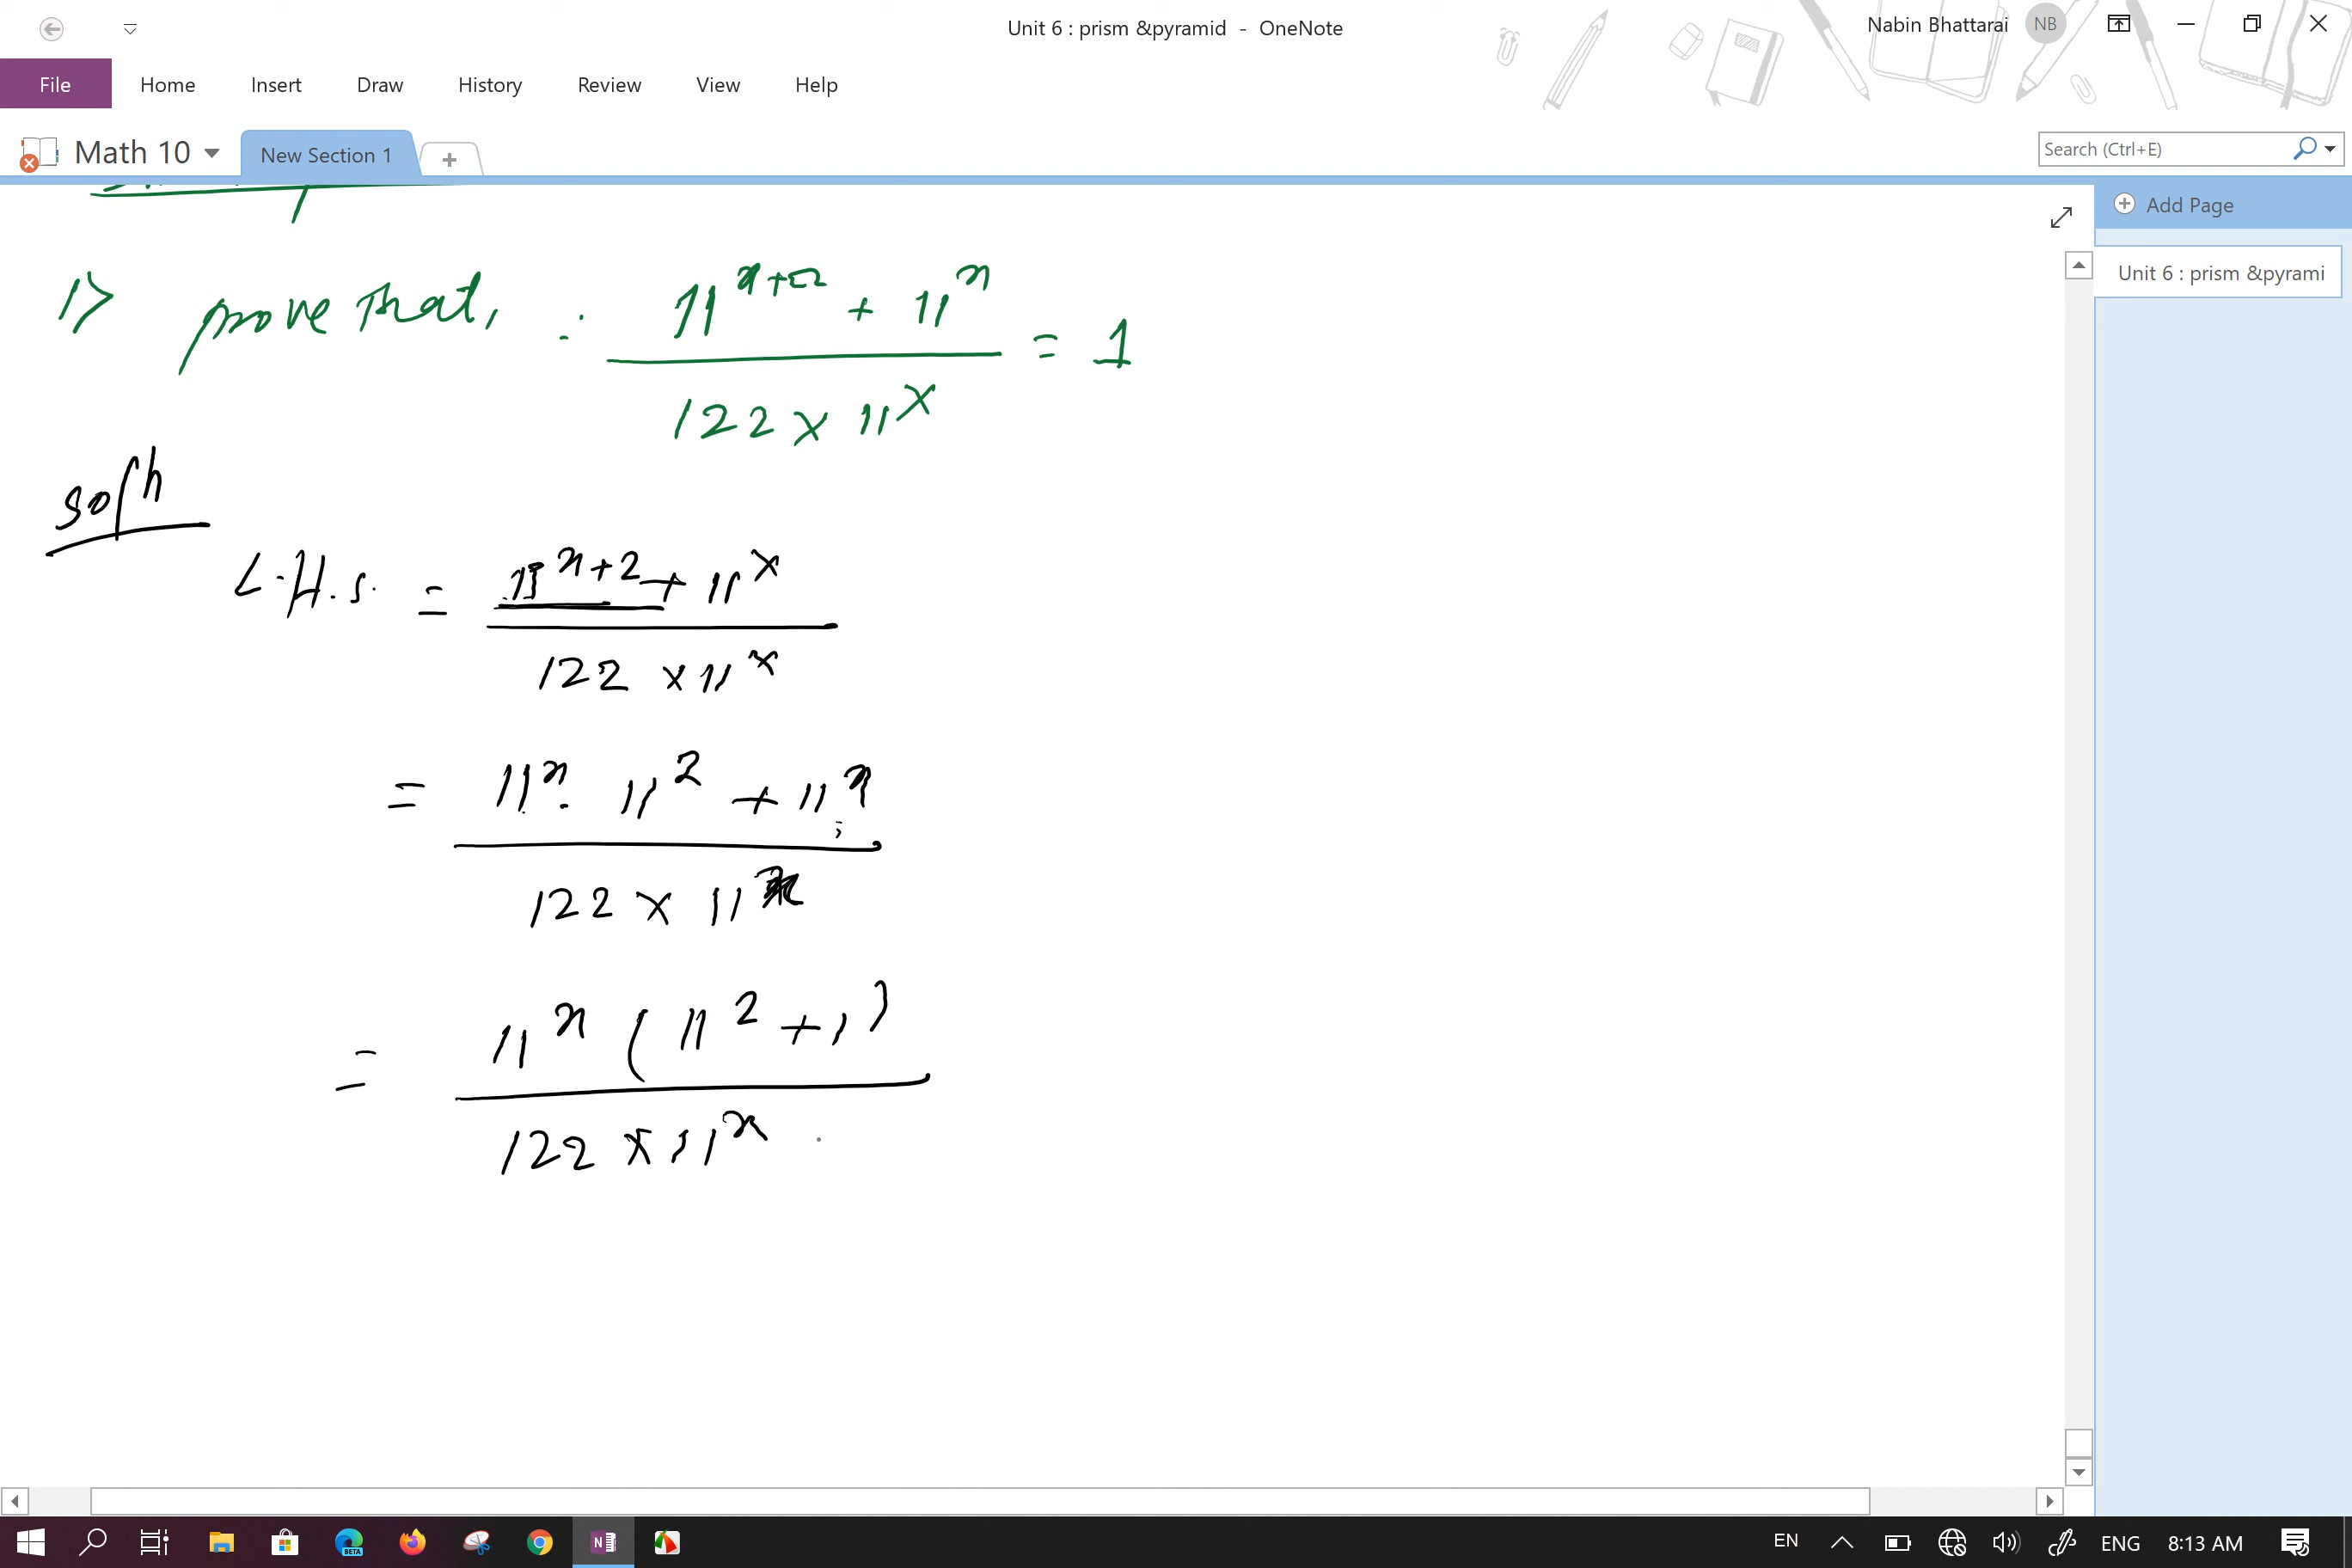 Unit 6 : prism &pyramid - OneNote
Nabin Bhattarai NB
File Home Insert Draw History Review View Help
Math 10 New Section 1 +
Search (Ctrl+E)
Add Page
Unit 6 : prism &pyrami
1> prove that, :- (11^(x+2) + 11^x) / (122 × 11^x) = 1
sol^n
L.H.S. = (11^(x+2) + 11^x) / (122 × 11^x)
= (11^x . 11^2 + 11^x) / (122 × 11^x)
= 11^x (11^2 + 1) / (122 × 11^x)
BETA
N
EN ENG 8:13 AM